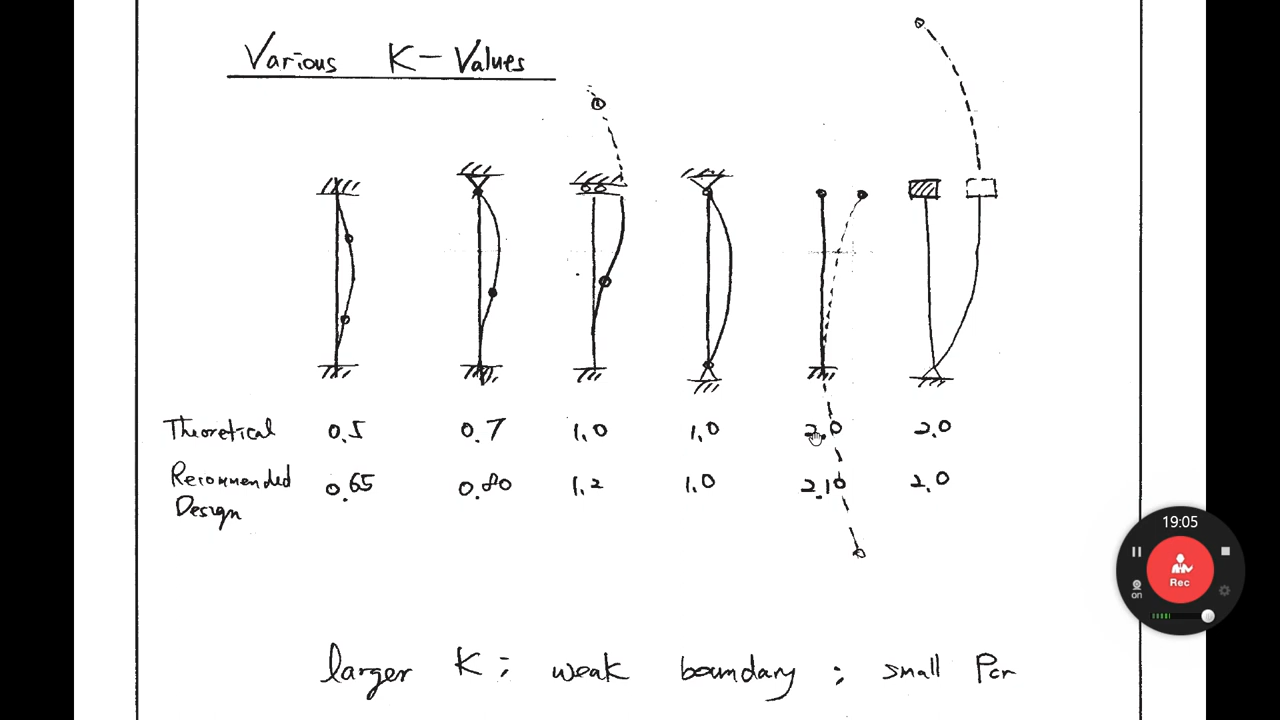 Various K-Values
Theoretical 0.5 0.7 1.0 1.0 2.0 2.0
Recommended Design 0.65 0.80 1.2 1.0 2.10 2.0
larger K ; weak boundary ; small Pcr
19:05
Rec
on